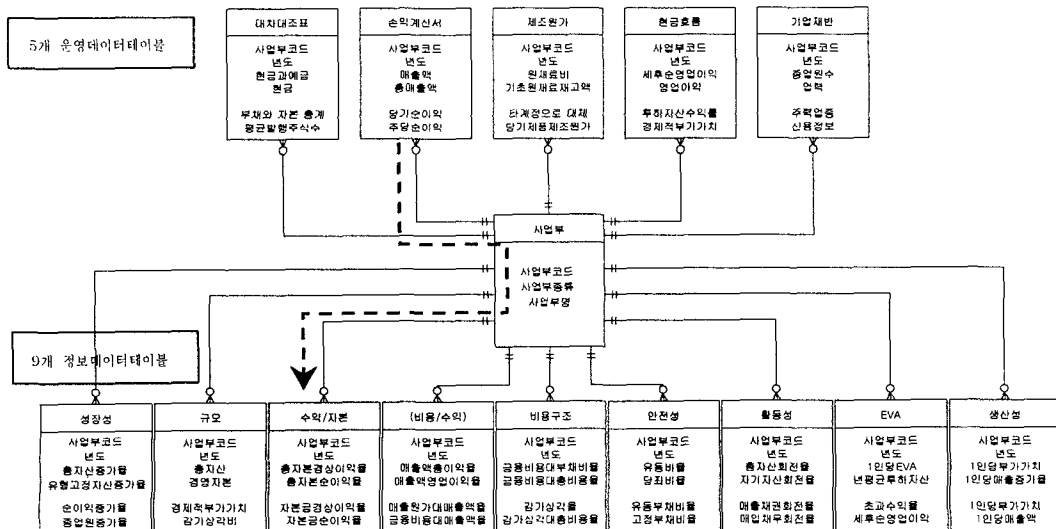 5개 운영데이터테이블
대차대조표
사업부코드
년도
현금과예금
현금
부채와 자본 총계
평균발행주식수
손익계산서
사업부코드
년도
매출액
총매출액
당기순이익
주당순이익
제조원가
사업부코드
년도
원재료비
기초원재료재고액
타계정으로 대체
당기제품제조원가
현금흐름
사업부코드
년도
세후순영업이익
영업이익
투하자산수익률
경제적부가가치
기업제반
사업부코드
년도
종업원수
업력
주력업종
신용정보
사업부
사업부코드
사업부종류
사업부명
9개 정보데이터테이블
성장성
사업부코드
년도
총자산증가율
유형고정자산증가율
순이익증가율
종업원증가율
규모
사업부코드
년도
총자산
경영자본
경제적부가가치
감가상각비
수익/자본
사업부코드
년도
총자본경상이익율
총자본순이익율
자본금경상이익율
자본금순이익율
(비용/수익)
사업부코드
년도
매출액총이익율
매출액영업이익율
매출원가대매출액율
금융비용대매출액율
비용구조
사업부코드
년도
금융비용대부채비율
금융비용대총비용율
감가상각율
감가상각대총비용율
안전성
사업부코드
년도
유동비율
당좌비율
유동부채비율
고정부채비율
활동성
사업부코드
년도
총자산회전율
자기자산회전율
매출채권회전율
매입채무회전율
EVA
사업부코드
년도
1인당EVA
년평균투하자산
초과수익율
세후순영업이익
생산성
사업부코드
년도
1인당부가가치
1인당매출증가율
1인당부가가치
1인당매출액